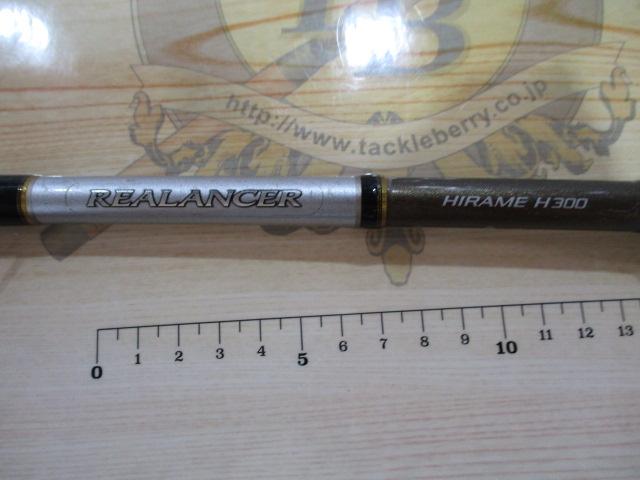 TB
http://www.tackleberry.co.jp
REALANCER
HIRAME H300
0 1 2 3 4 5 6 7 8 9 10 11 12 13